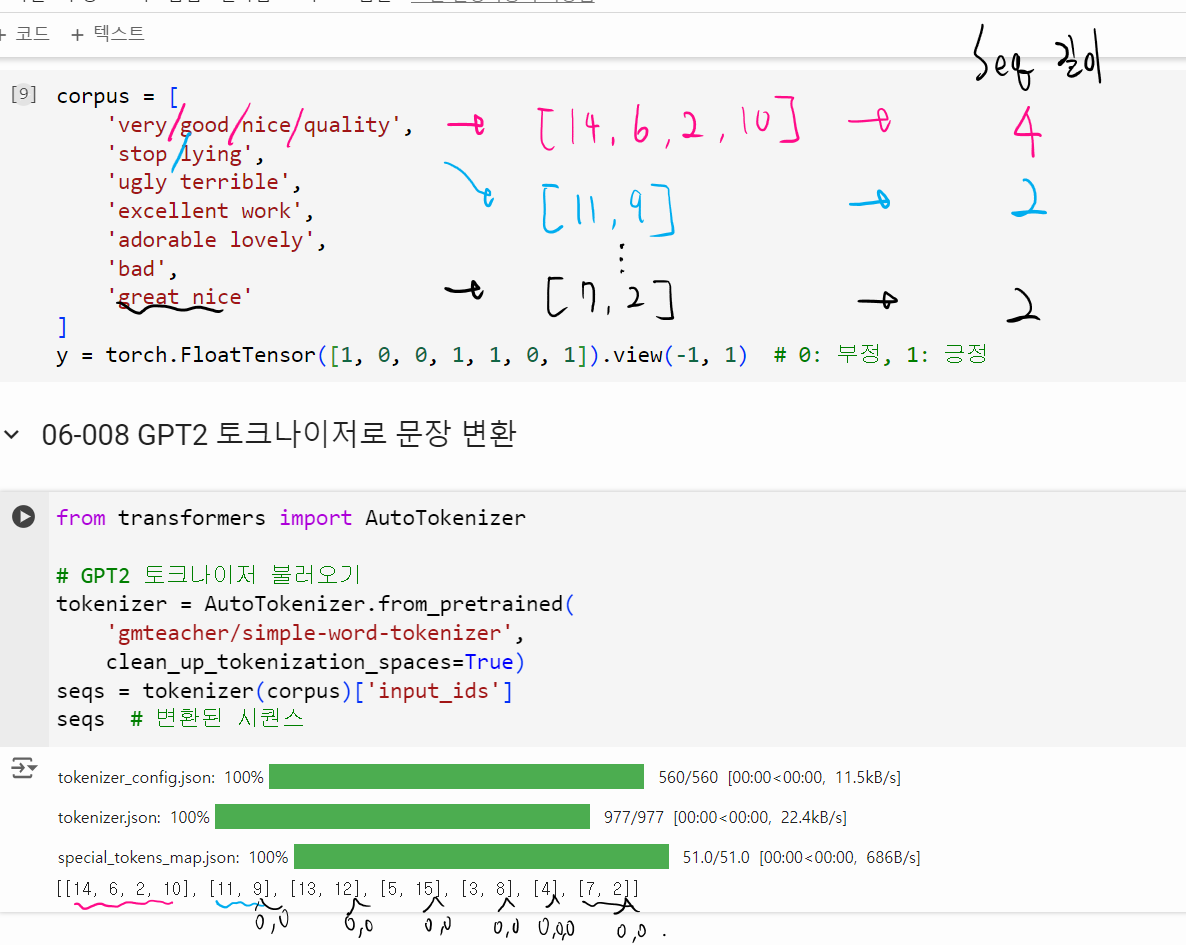 + 코드 + 텍스트
Seq 길이
[9] corpus = [
'very/good/nice/quality', → [14, 6, 2, 10] → 4
'stop/lying',
'ugly terrible', [11, 9] → 2
'excellent work',
'adorable lovely',
'bad',
'great nice' → [7, 2] → 2
]
y = torch.FloatTensor([1, 0, 0, 1, 1, 0, 1]).view(-1, 1) # 0: 부정, 1: 긍정
06-008 GPT2 토크나이저로 문장 변환
from transformers import AutoTokenizer
# GPT2 토크나이저 불러오기
tokenizer = AutoTokenizer.from_pretrained(
'gmteacher/simple-word-tokenizer',
clean_up_tokenization_spaces=True)
seqs = tokenizer(corpus)['input_ids']
seqs # 변환된 시퀀스
tokenizer_config.json: 100% 560/560 [00:00<00:00, 11.5kB/s]
tokenizer.json: 100% 977/977 [00:00<00:00, 22.4kB/s]
special_tokens_map.json: 100% 51.0/51.0 [00:00<00:00, 686B/s]
[[14, 6, 2, 10], [11, 9], [13, 12], [5, 15], [3, 8], [4], [7, 2]]
0,0 0,0 0,0 0,0 0,0,0 0,0 .